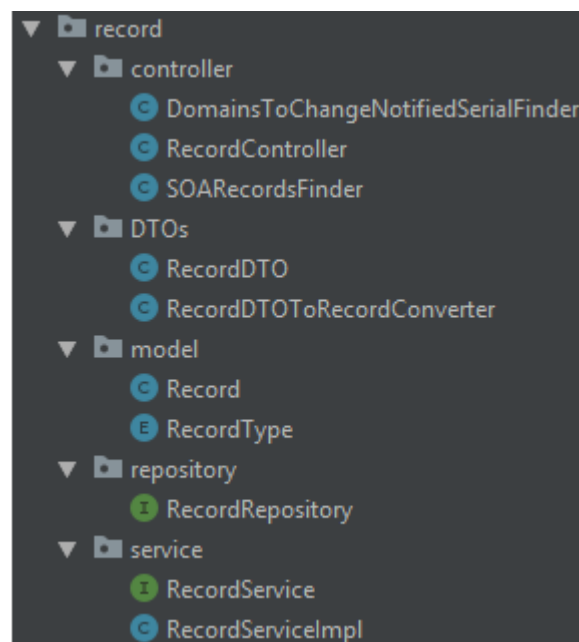 record
controller
C DomainsToChangeNotifiedSerialFinder
C RecordController
C SOARecordsFinder
DTOs
C RecordDTO
C RecordDTOToRecordConverter
model
C Record
E RecordType
repository
I RecordRepository
service
I RecordService
C RecordServiceImpl